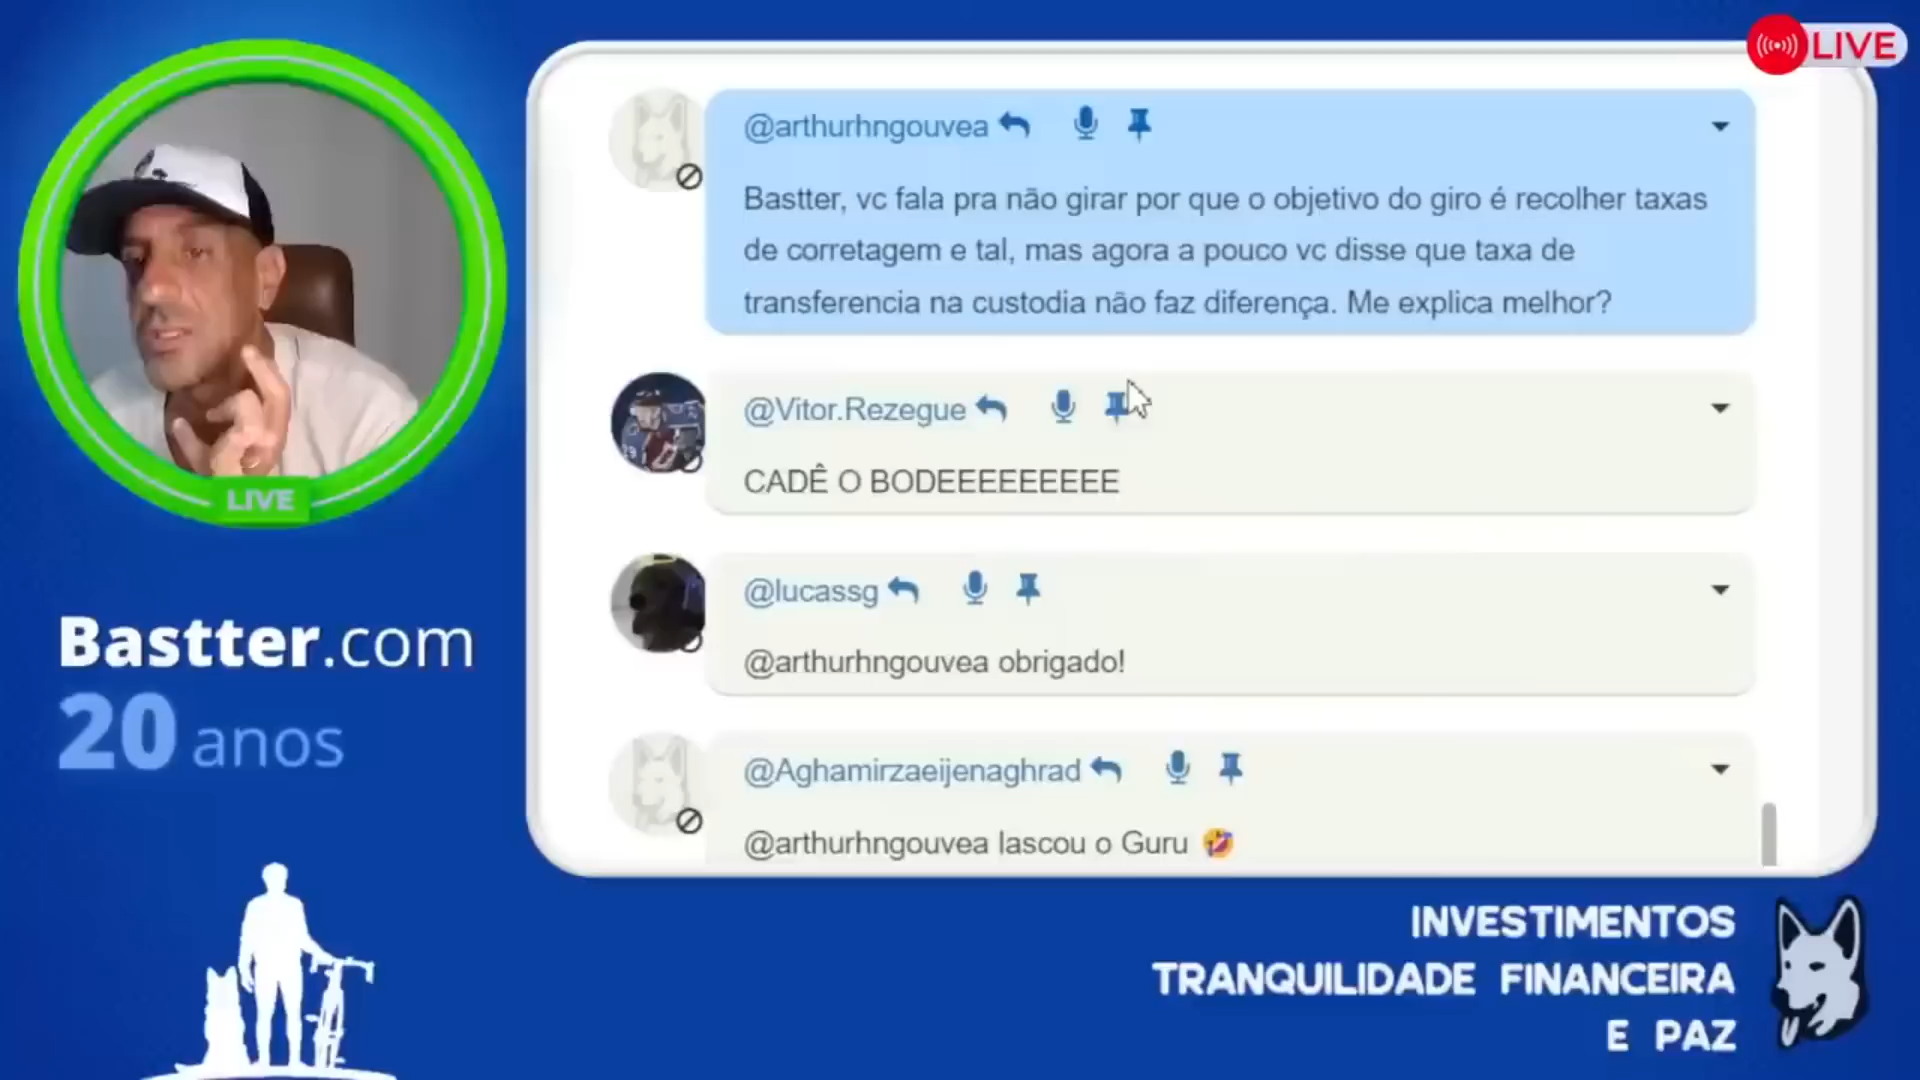 LIVE
@arthurhngouvea
Bastter, vc fala pra não girar por que o objetivo do giro é recolher taxas
de corretagem e tal, mas agora a pouco vc disse que taxa de
transferencia na custodia não faz diferença. Me explica melhor?
@Vitor.Rezegue
CADÊ O BODEEEEEEEEE
@lucassg
@arthurhngouvea obrigado!
@Aghamirzaeijenaghrad
@arthurhngouvea lascou o Guru 🤣
LIVE
Bastter.com
20 anos
INVESTIMENTOS
TRANQUILIDADE FINANCEIRA
E PAZ